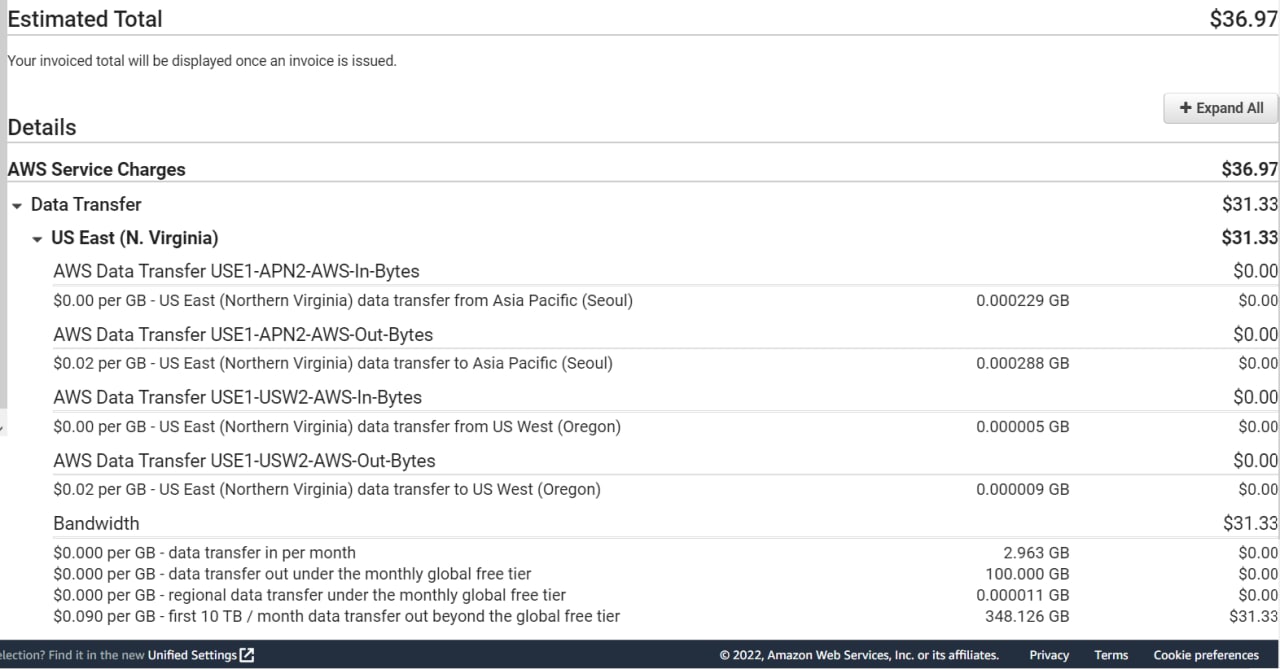 Estimated Total $36.97
Your invoiced total will be displayed once an invoice is issued.
+ Expand All
Details
AWS Service Charges $36.97
Data Transfer $31.33
US East (N. Virginia) $31.33
AWS Data Transfer USE1-APN2-AWS-In-Bytes $0.00
$0.00 per GB - US East (Northern Virginia) data transfer from Asia Pacific (Seoul) 0.000229 GB $0.00
AWS Data Transfer USE1-APN2-AWS-Out-Bytes $0.00
$0.02 per GB - US East (Northern Virginia) data transfer to Asia Pacific (Seoul) 0.000288 GB $0.00
AWS Data Transfer USE1-USW2-AWS-In-Bytes $0.00
$0.00 per GB - US East (Northern Virginia) data transfer from US West (Oregon) 0.000005 GB $0.00
AWS Data Transfer USE1-USW2-AWS-Out-Bytes $0.00
$0.02 per GB - US East (Northern Virginia) data transfer to US West (Oregon) 0.000009 GB $0.00
Bandwidth $31.33
$0.000 per GB - data transfer in per month 2.963 GB $0.00
$0.000 per GB - data transfer out under the monthly global free tier 100.000 GB $0.00
$0.000 per GB - regional data transfer under the monthly global free tier 0.000011 GB $0.00
$0.090 per GB - first 10 TB / month data transfer out beyond the global free tier 348.126 GB $31.33
election? Find it in the new Unified Settings © 2022, Amazon Web Services, Inc. or its affiliates. Privacy Terms Cookie preferences